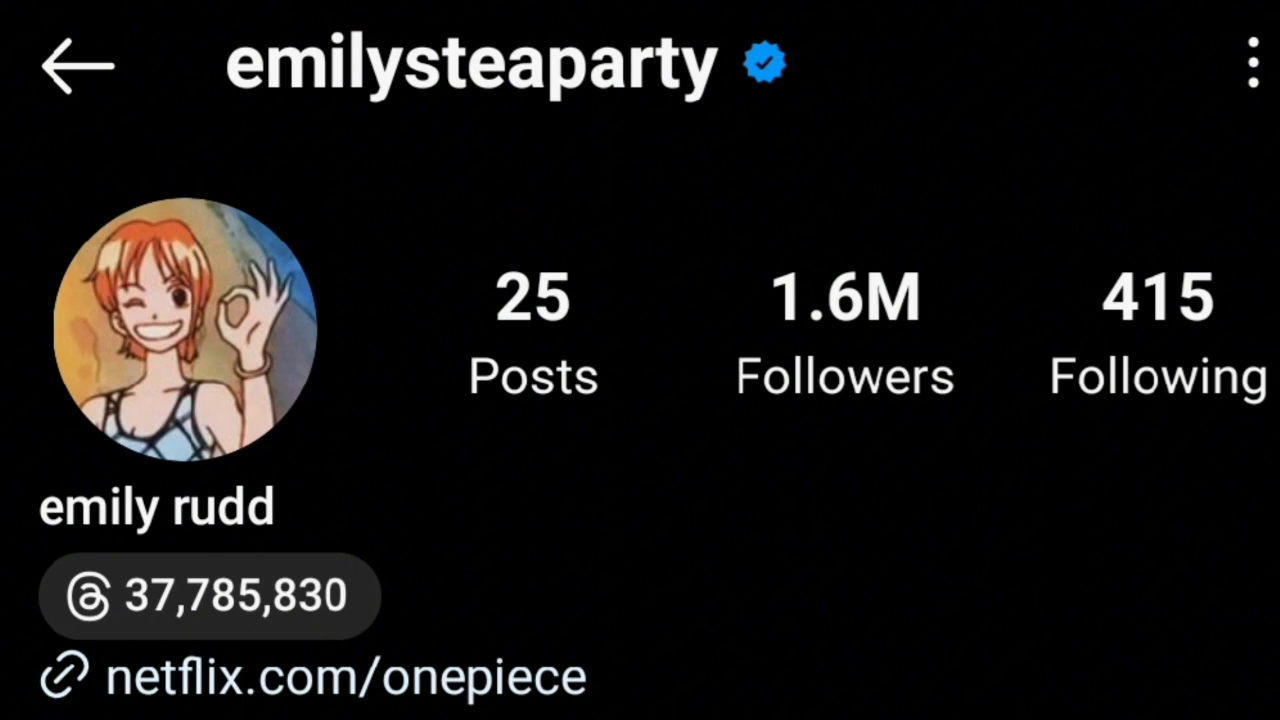 emilysteaparty
25 1.6M 415
Posts Followers Following
emily rudd
37,785,830
netflix.com/onepiece